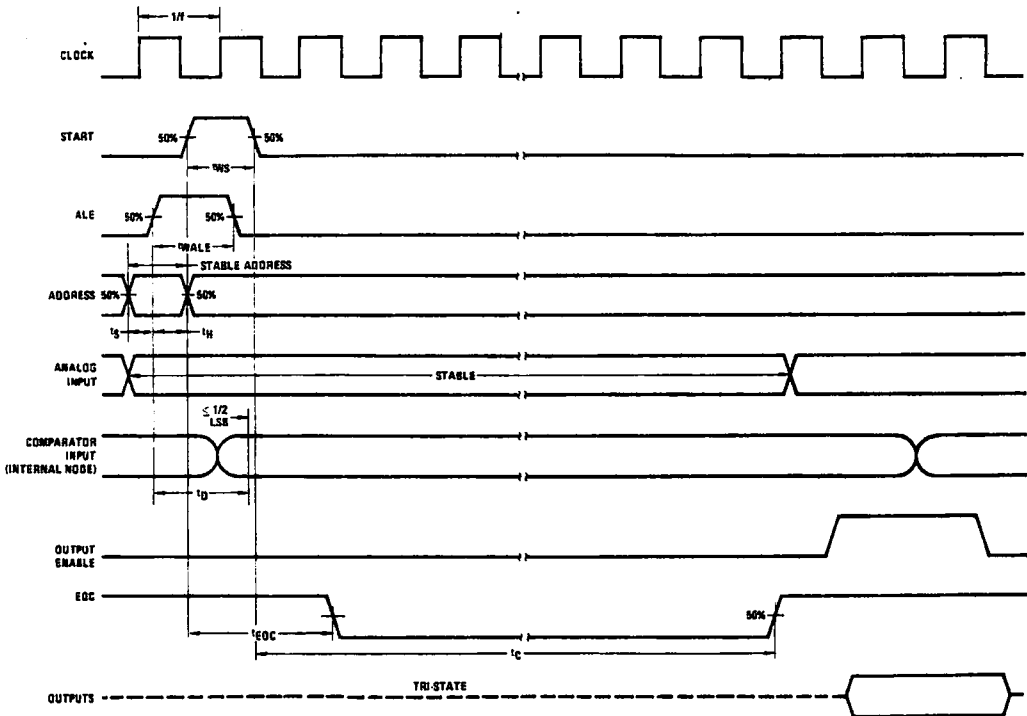 1/f
CLOCK
START
50%
50%
tWS
ALE
50%
50%
tWALE
STABLE ADDRESS
ADDRESS
50%
50%
tS
tH
ANALOG
INPUT
STABLE
≤ 1/2
LSB
COMPARATOR
INPUT
(INTERNAL NODE)
tD
OUTPUT
ENABLE
EOC
50%
tEOC
tC
TRI-STATE
OUTPUTS